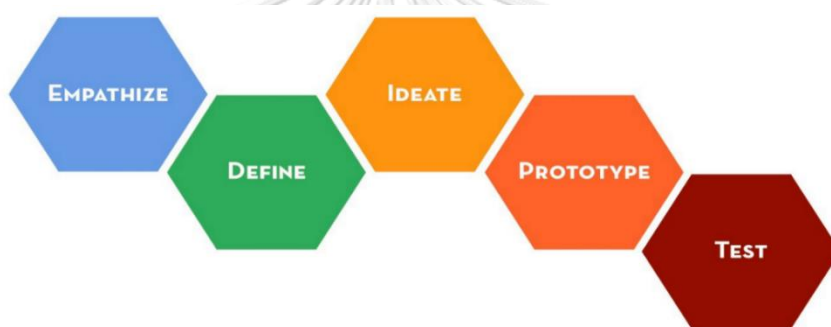 EMPATHIZE
DEFINE
IDEATE
PROTOTYPE
TEST